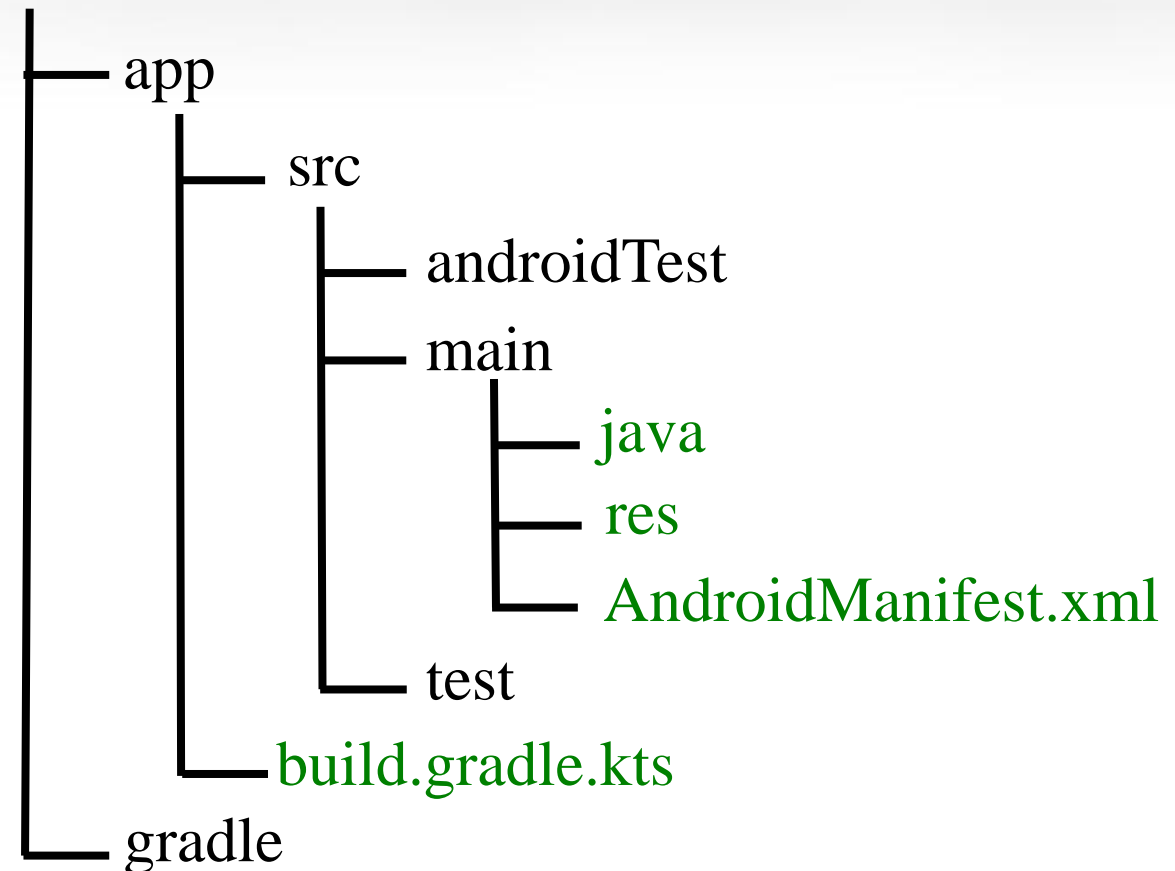 app
src
androidTest
main
java
res
AndroidManifest.xml
test
build.gradle.kts
gradle